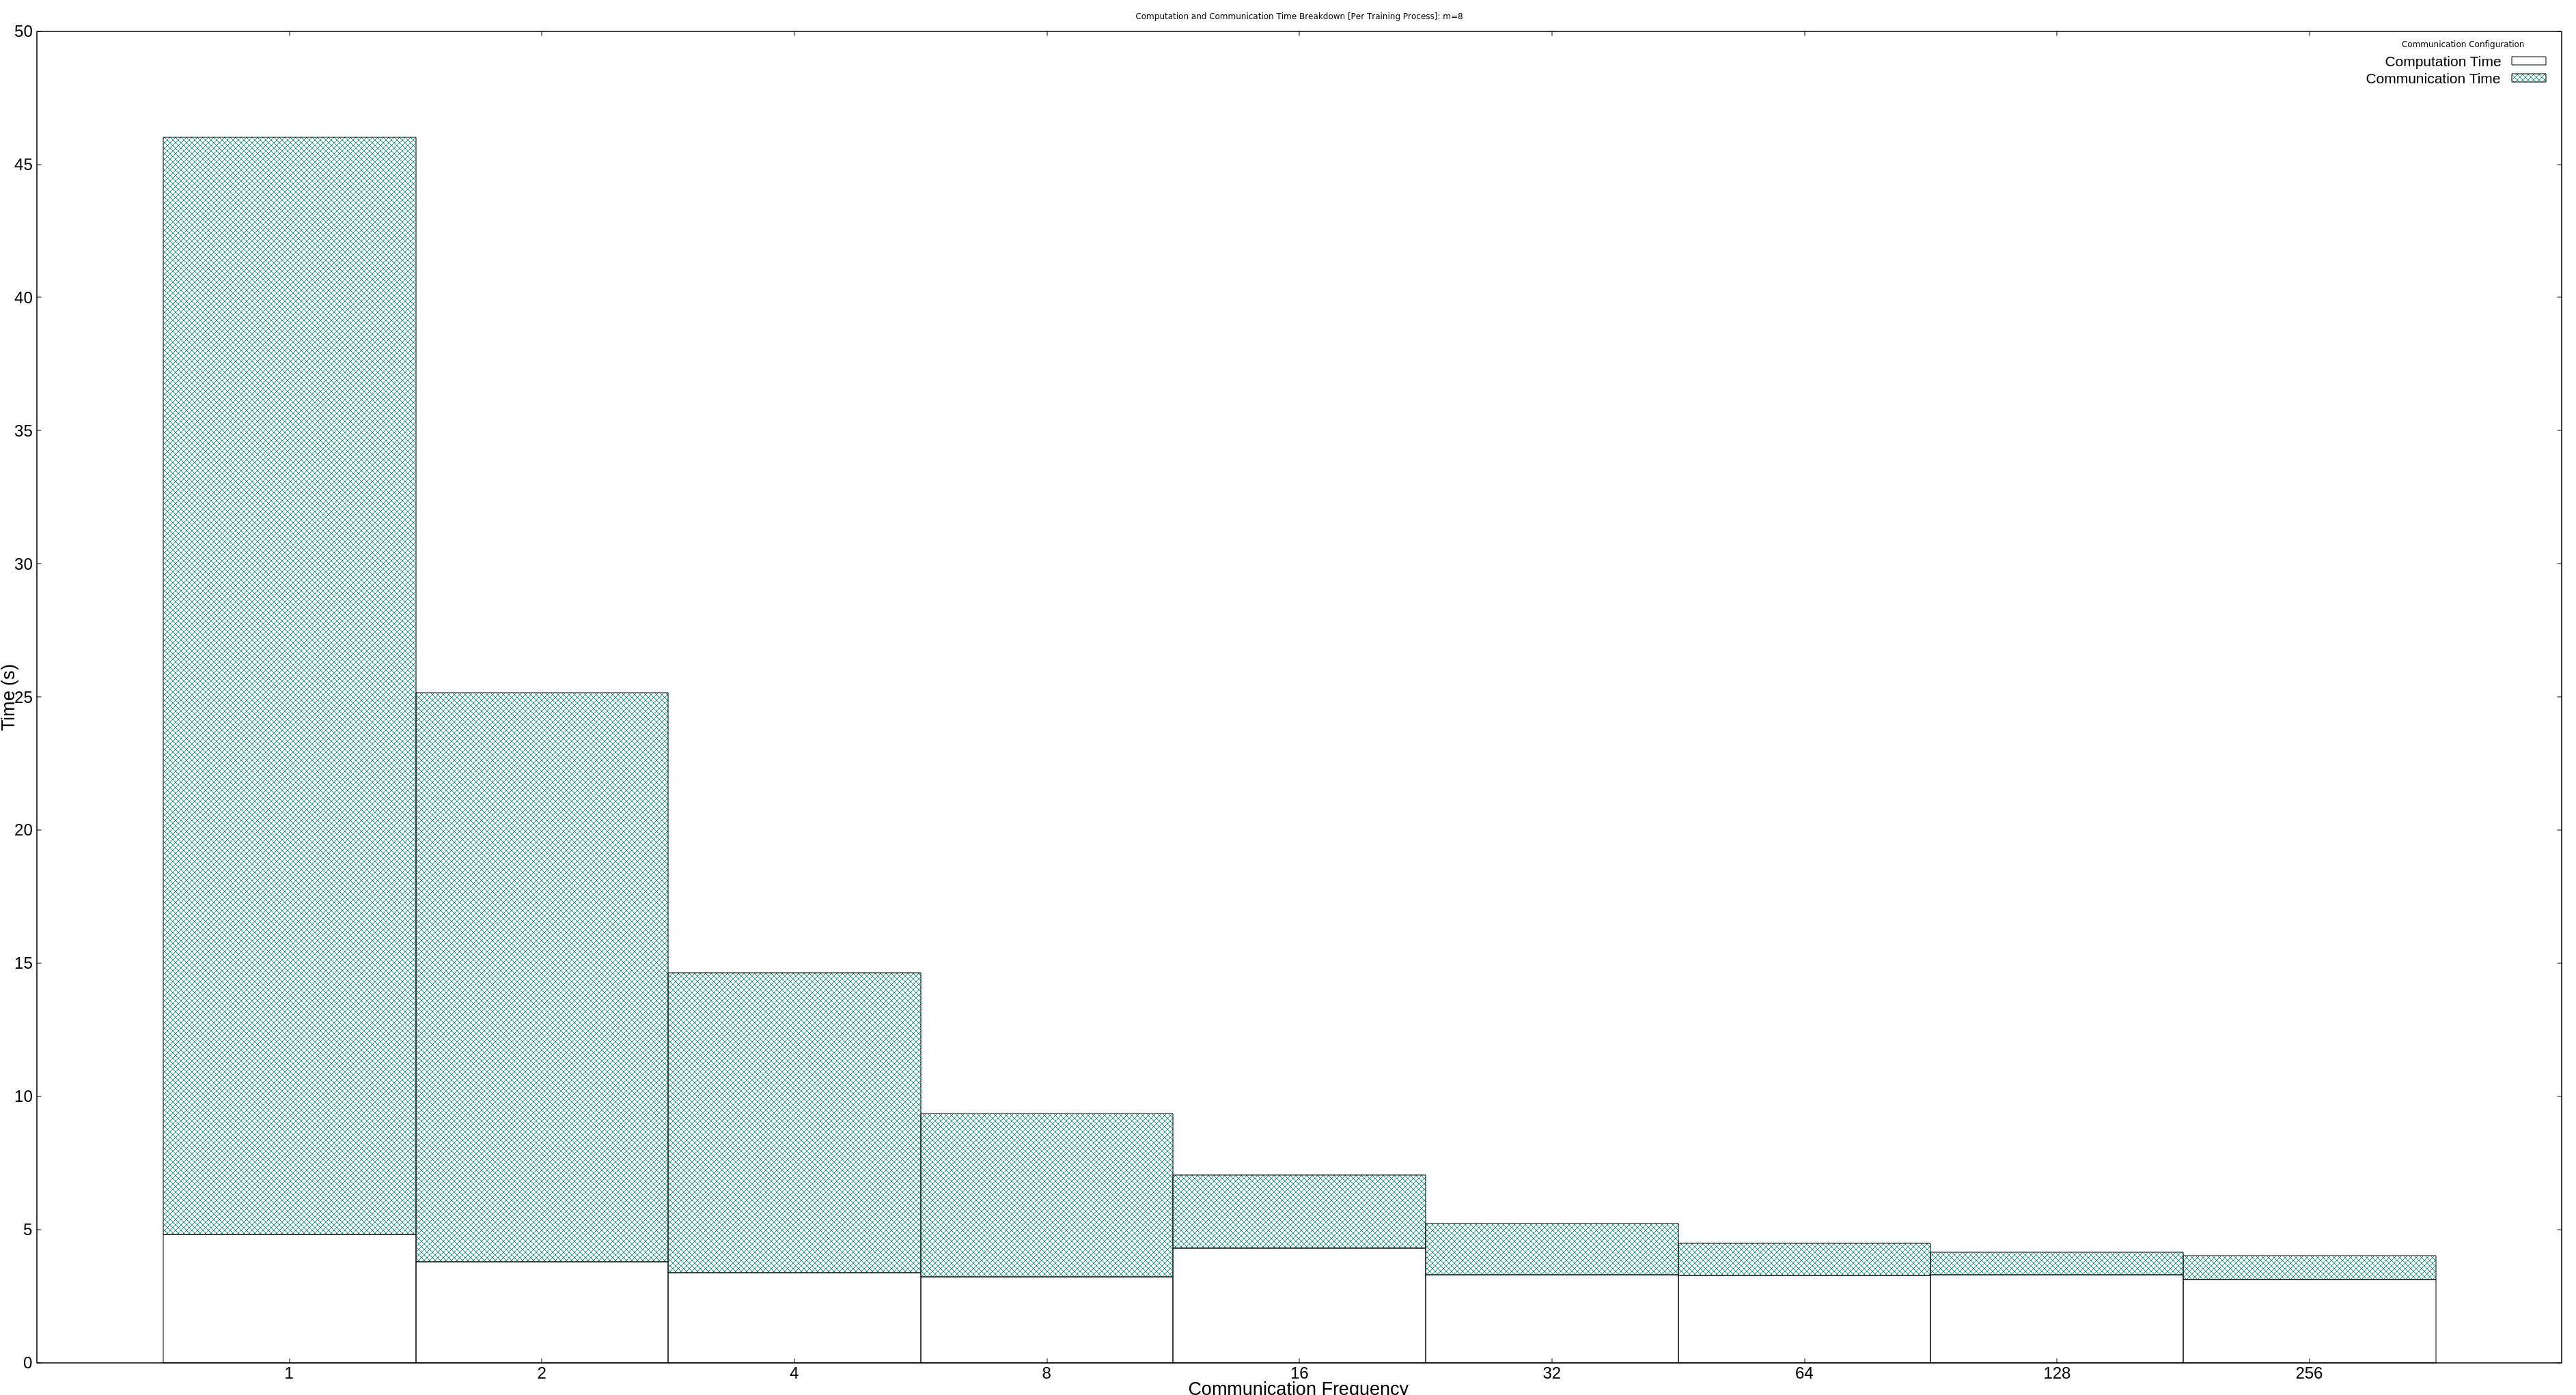 Computation and Communication Time Breakdown [Per Training Process]: m=8
Communication Configuration
Computation Time
Communication Time
Time (s)
50
45
40
35
30
25
20
15
10
5
0
1 2 4 8 16 32 64 128 256
Communication Frequency